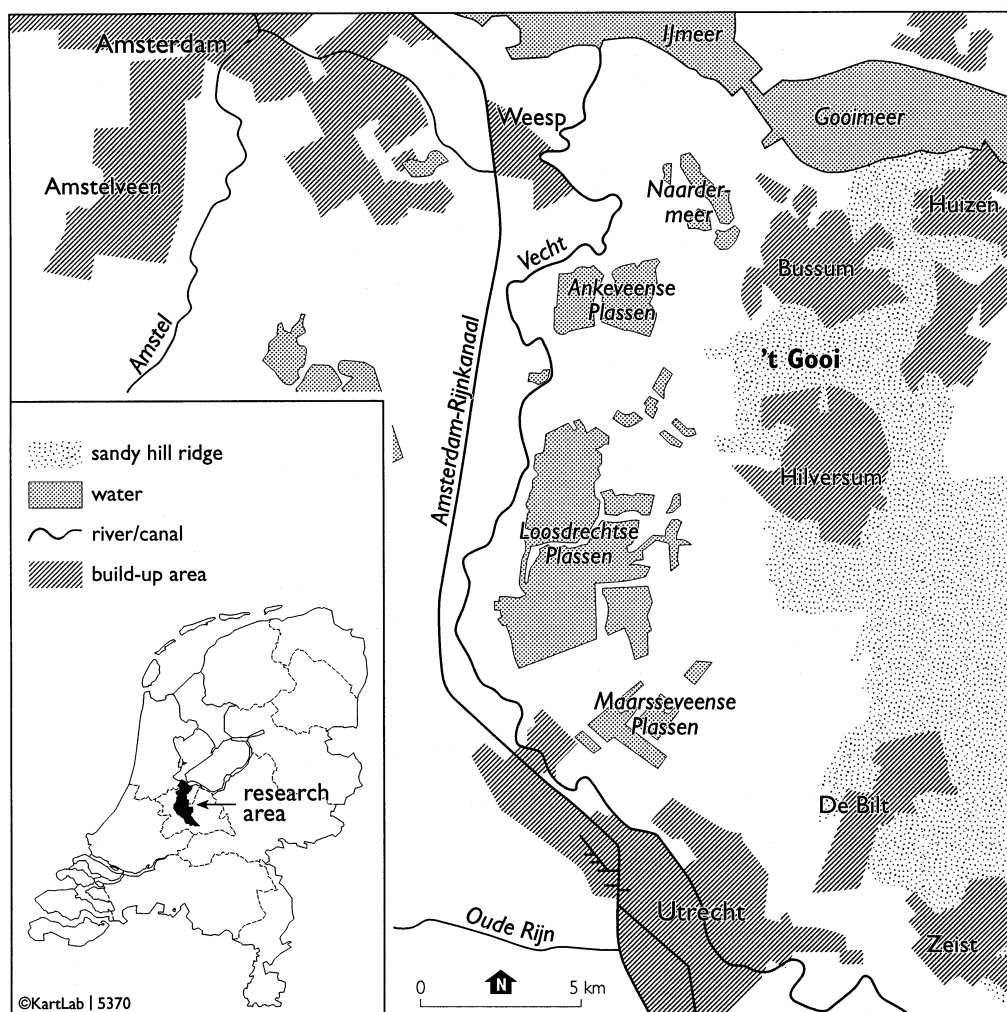 Amsterdam
IJmeer
Gooimeer
Weesp
Amstelveen
Naarder-
meer
Huizen
Vecht
Bussum
Ankeveense
Plassen
Amstel
't Gooi
Amsterdam-Rijnkanaal
Hilversum
Loosdrechtse
Plassen
Maarsseveense
Plassen
De Bilt
Utrecht
Oude Rijn
Zeist
sandy hill ridge
water
river/canal
build-up area
research
area
N
0 5 km
©KartLab | 5370